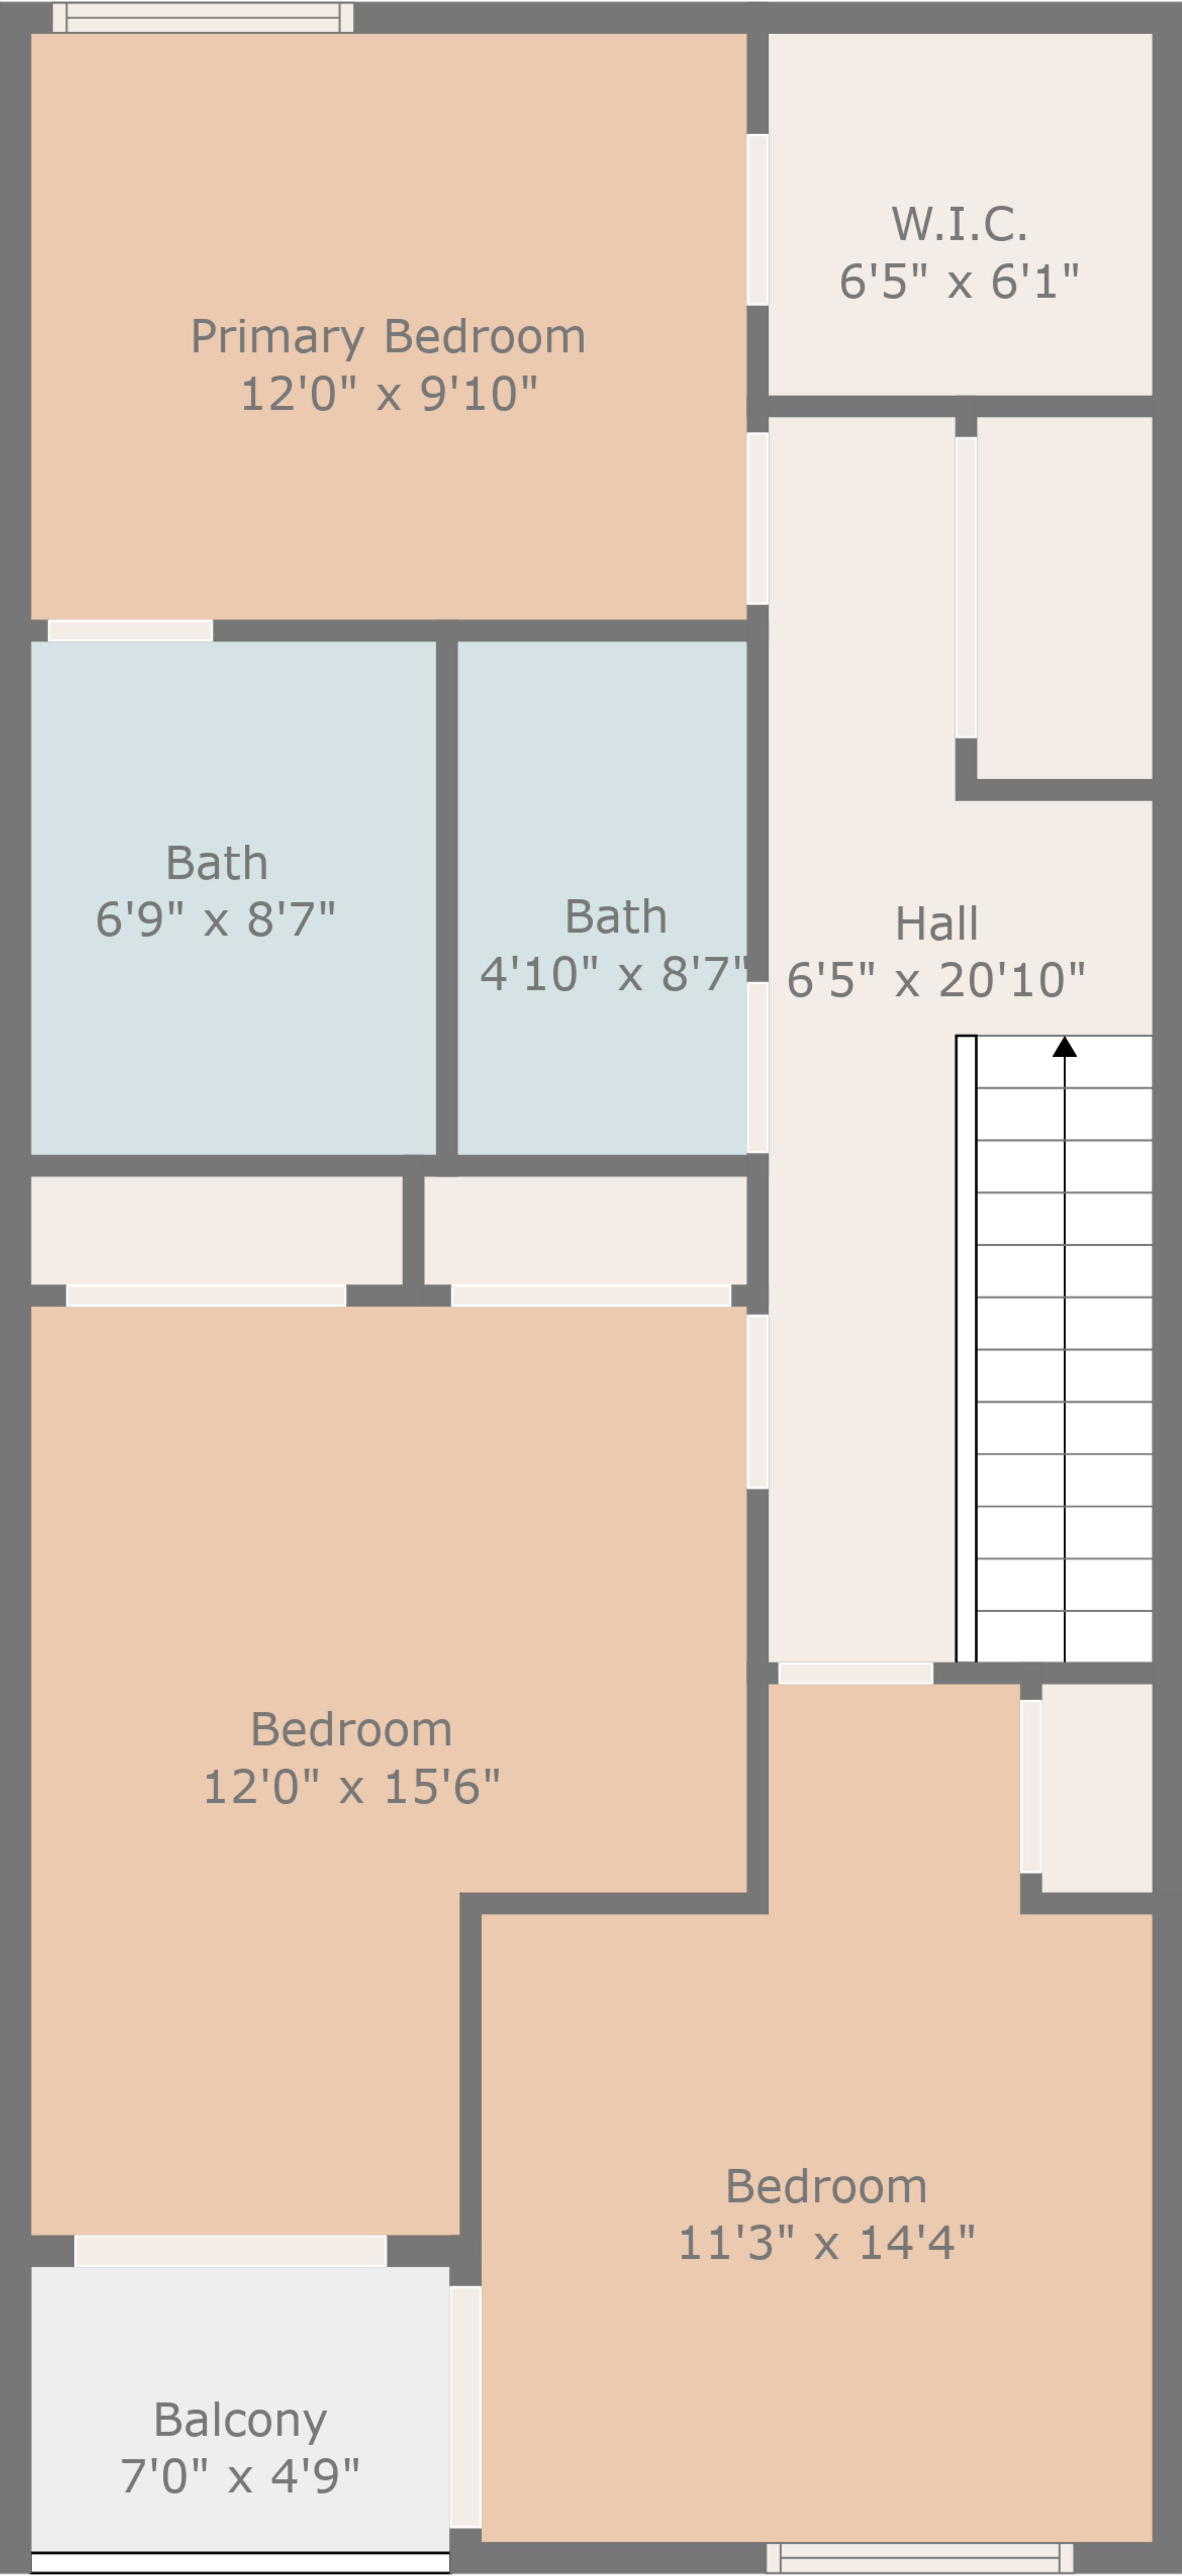 W.I.C.
6'5" x 6'1"
Primary Bedroom
12'0" x 9'10"
Bath
6'9" x 8'7"
Bath
4'10" x 8'7"
Hall
6'5" x 20'10"
Bedroom
12'0" x 15'6"
Bedroom
11'3" x 14'4"
Balcony
7'0" x 4'9"